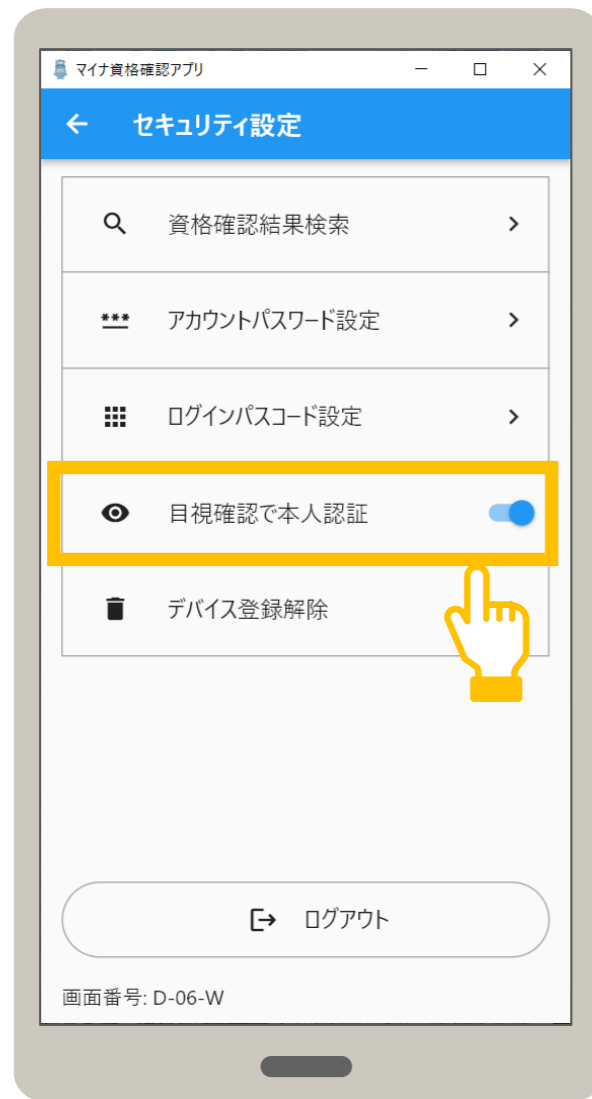 マイナ資格確認アプリ
セキュリティ設定
資格確認結果検索
アカウントパスワード設定
ログインパスコード設定
目視確認で本人認証
デバイス登録解除
ログアウト
画面番号: D-06-W